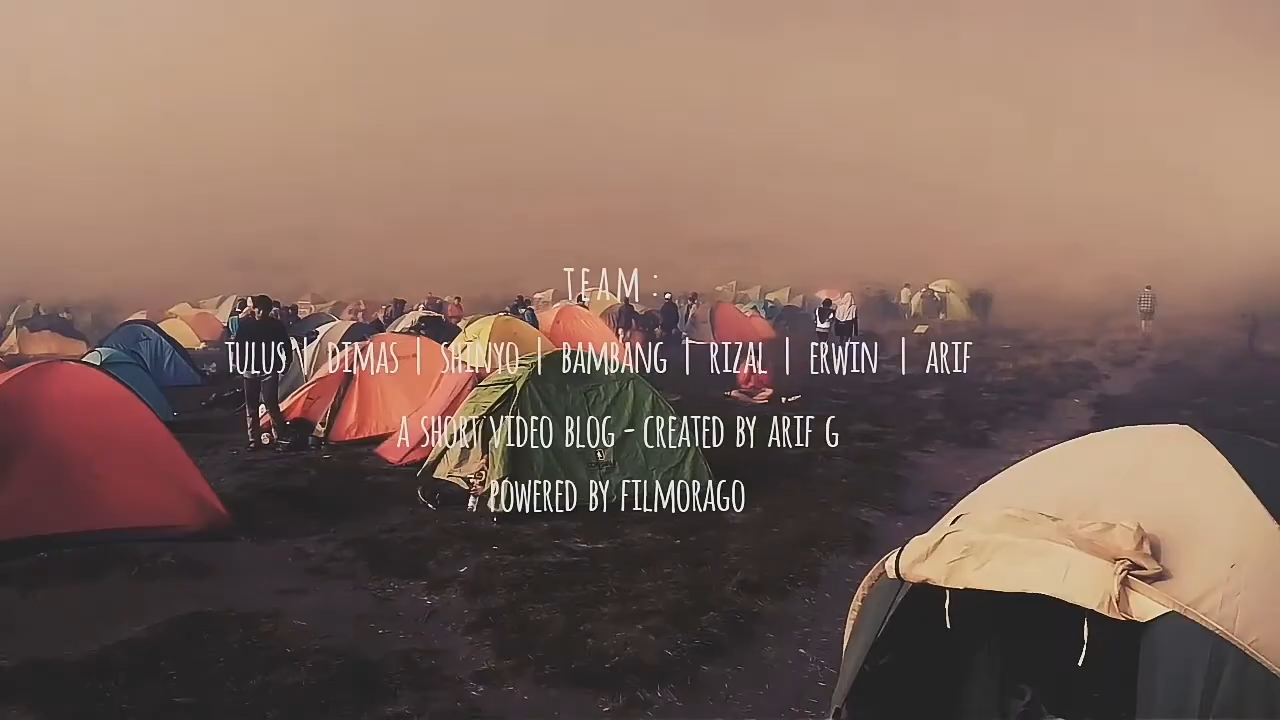 TEAM :
TULUS | DIMAS | SHINYO | BAMBANG | RIZAL | ERWIN | ARIF
A SHORT VIDEO BLOG - CREATED BY ARIF G
POWERED BY FILMORAGO